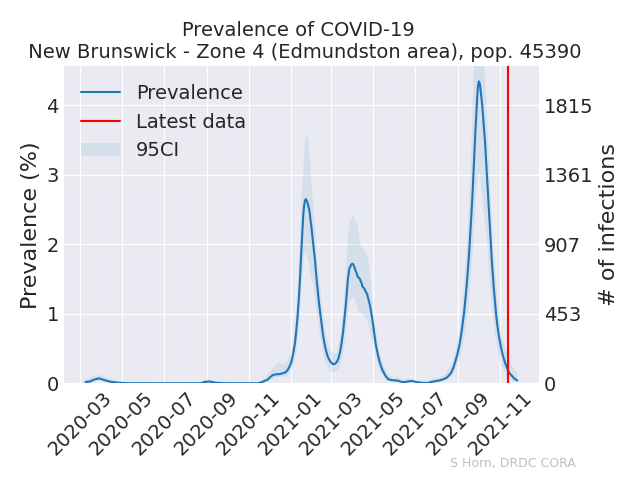 Prevalence of COVID-19
New Brunswick - Zone 4 (Edmundston area), pop. 45390
Prevalence
Latest data
95CI
Prevalence (%)
4
3
2
1
0
1815
1361
907
453
0
# of infections
2020-03
2020-05
2020-07
2020-09
2020-11
2021-01
2021-03
2021-05
2021-07
2021-09
2021-11
S Horn, DRDC CORA